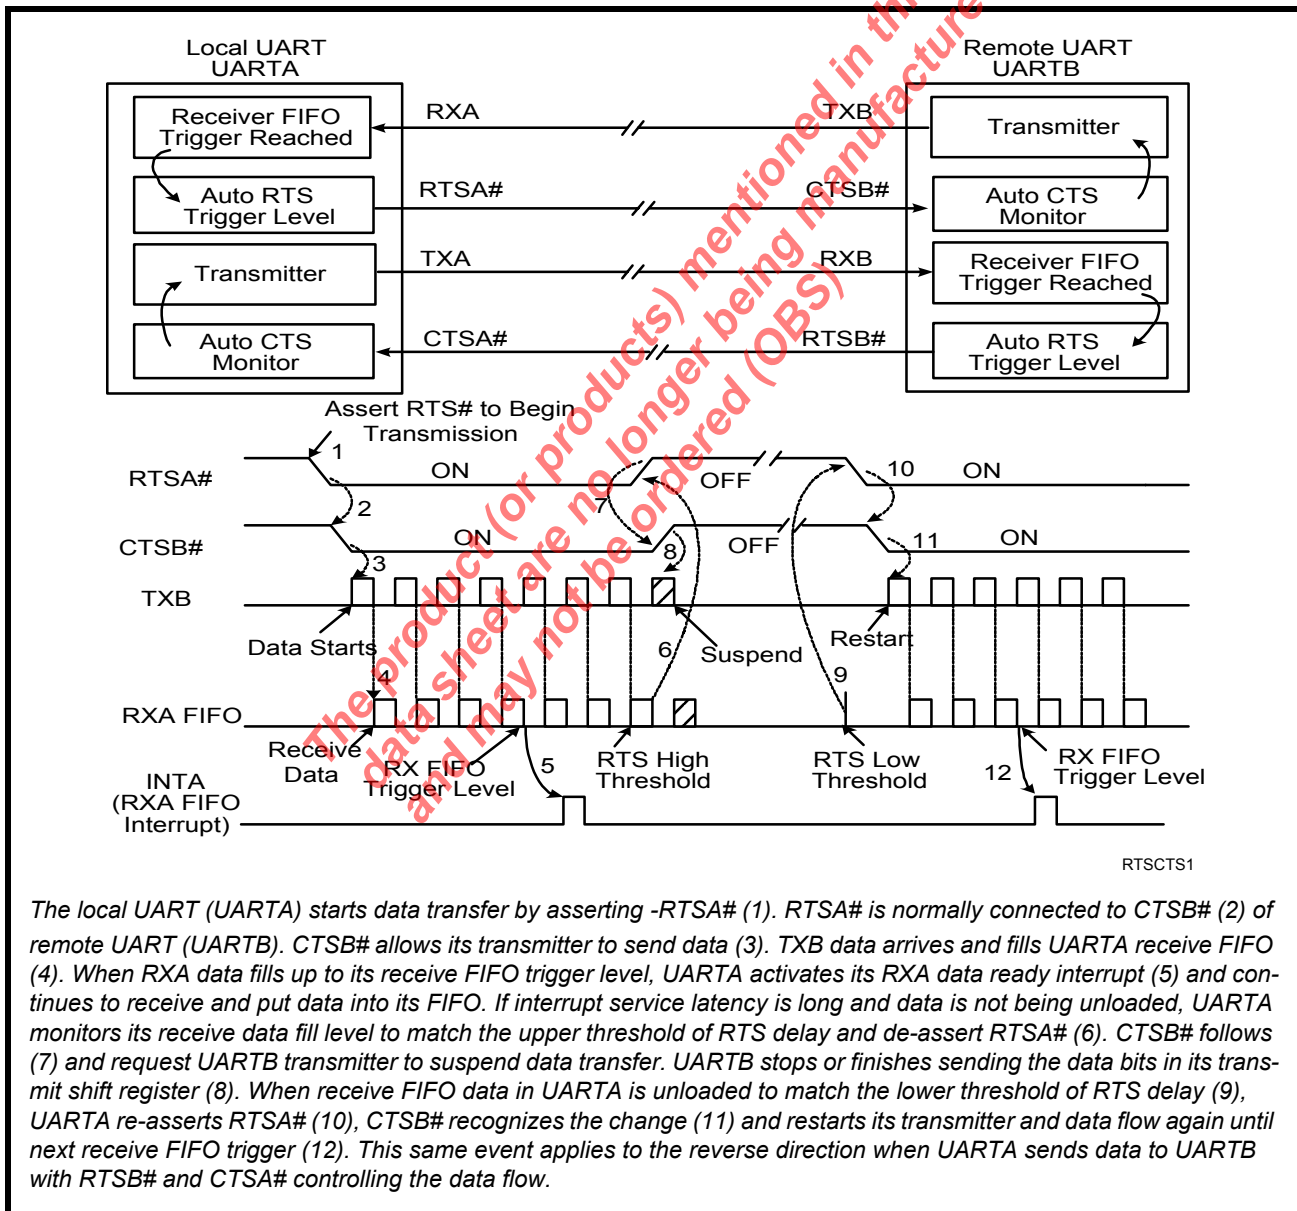 Local UART
UARTA
Remote UART
UARTB
Receiver FIFO
Trigger Reached
RXA
TXB
Transmitter
Auto RTS
Trigger Level
RTSA#
CTSB#
Auto CTS
Monitor
Transmitter
TXA
RXB
Receiver FIFO
Trigger Reached
Auto CTS
Monitor
CTSA#
RTSB#
Auto RTS
Trigger Level
Assert RTS# to Begin
Transmission
1
RTSA#
ON
OFF
10
ON
2
7
CTSB#
ON
8
OFF
11
ON
3
TXB
Data Starts
6
Suspend
Restart
4
9
RXA FIFO
Receive
Data
RX FIFO
Trigger Level
5
RTS High
Threshold
RTS Low
Threshold
12
RX FIFO
Trigger Level
INTA
(RXA FIFO
Interrupt)
RTSCTS1
The product (or products) mentioned in this
data sheet are no longer being manufacture
and may not be ordered (OBS)
The local UART (UARTA) starts data transfer by asserting -RTSA# (1). RTSA# is normally connected to CTSB# (2) of
remote UART (UARTB). CTSB# allows its transmitter to send data (3). TXB data arrives and fills UARTA receive FIFO
(4). When RXA data fills up to its receive FIFO trigger level, UARTA activates its RXA data ready interrupt (5) and con-
tinues to receive and put data into its FIFO. If interrupt service latency is long and data is not being unloaded, UARTA
monitors its receive data fill level to match the upper threshold of RTS delay and de-assert RTSA# (6). CTSB# follows
(7) and request UARTB transmitter to suspend data transfer. UARTB stops or finishes sending the data bits in its trans-
mit shift register (8). When receive FIFO data in UARTA is unloaded to match the lower threshold of RTS delay (9),
UARTA re-asserts RTSA# (10), CTSB# recognizes the change (11) and restarts its transmitter and data flow again until
next receive FIFO trigger (12). This same event applies to the reverse direction when UARTA sends data to UARTB
with RTSB# and CTSA# controlling the data flow.